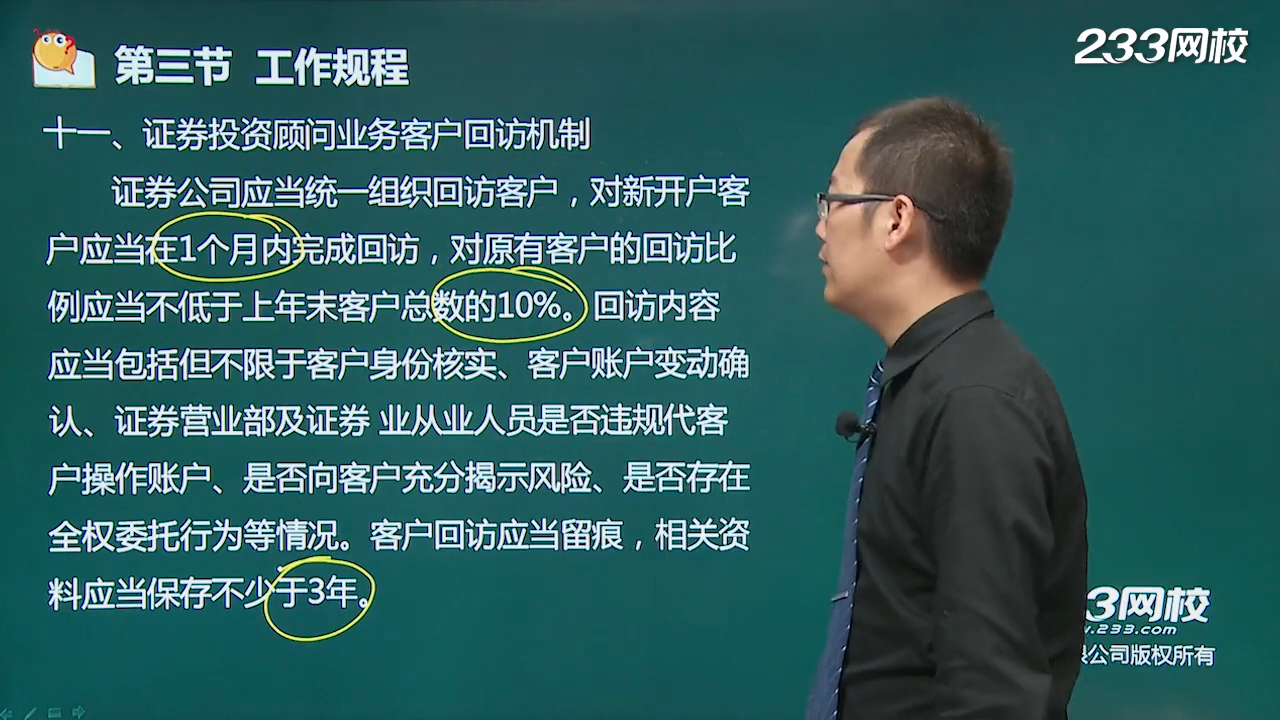 233网校
第三节 工作规程
十一、证券投资顾问业务客户回访机制
证券公司应当统一组织回访客户，对新开户客
户应当在1个月内完成回访，对原有客户的回访比
例应当不低于上年末客户总数的10%。回访内容
应当包括但不限于客户身份核实、客户账户变动确
认、证券营业部及证券 业从业人员是否违规代客
户操作账户、是否向客户充分揭示风险、是否存在
全权委托行为等情况。客户回访应当留痕，相关资
料应当保存不少于3年。
3网校
.233.com
公司版权所有